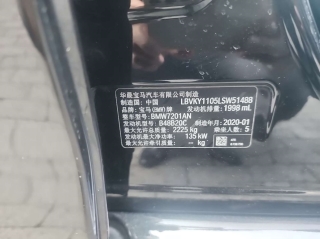 华晨宝马汽车有限公司制造
制造国: 中国 LBVKY1105LSW51488
品牌: 宝马(BMW)牌 发动机排量: 1998 mL
整车型号: BMW7201AN
发动机型号: B48B20C 制造年月: 2020-01
最大允许总质量: 2225 kg 乘坐人数: 5
发动机最大净功率: 135 kW
最大允许牵引质量: -- kg